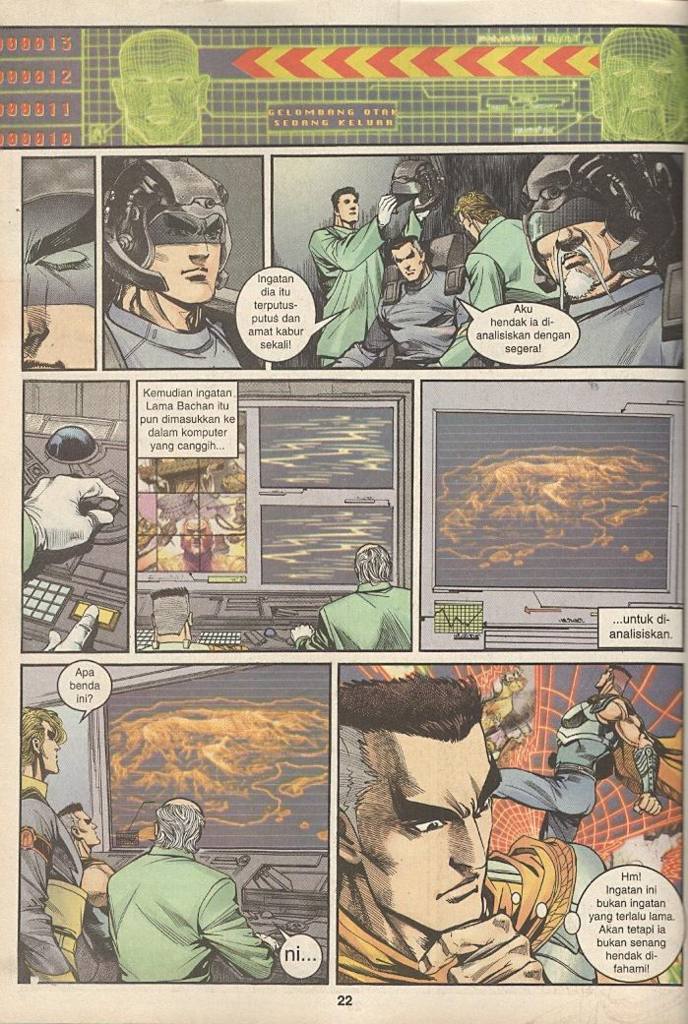 000013
000012
000011
000010
GELOMBANG OTAK
SEDANG KELUAR
Ingatan
dia itu
terputus-
putus dan
amat kabur
sekali!
Aku
hendak ia di-
analisiskan dengan
segera!
Kemudian ingatan
Lama Bachan itu
pun dimasukkan ke
dalam komputer
yang canggih...
...untuk di-
analisiskan.
Apa
benda
ini?
ni...
Hm!
Ingatan ini
bukan ingatan
yang terlalu lama.
Akan tetapi ia
bukan senang
hendak di-
fahami!
22